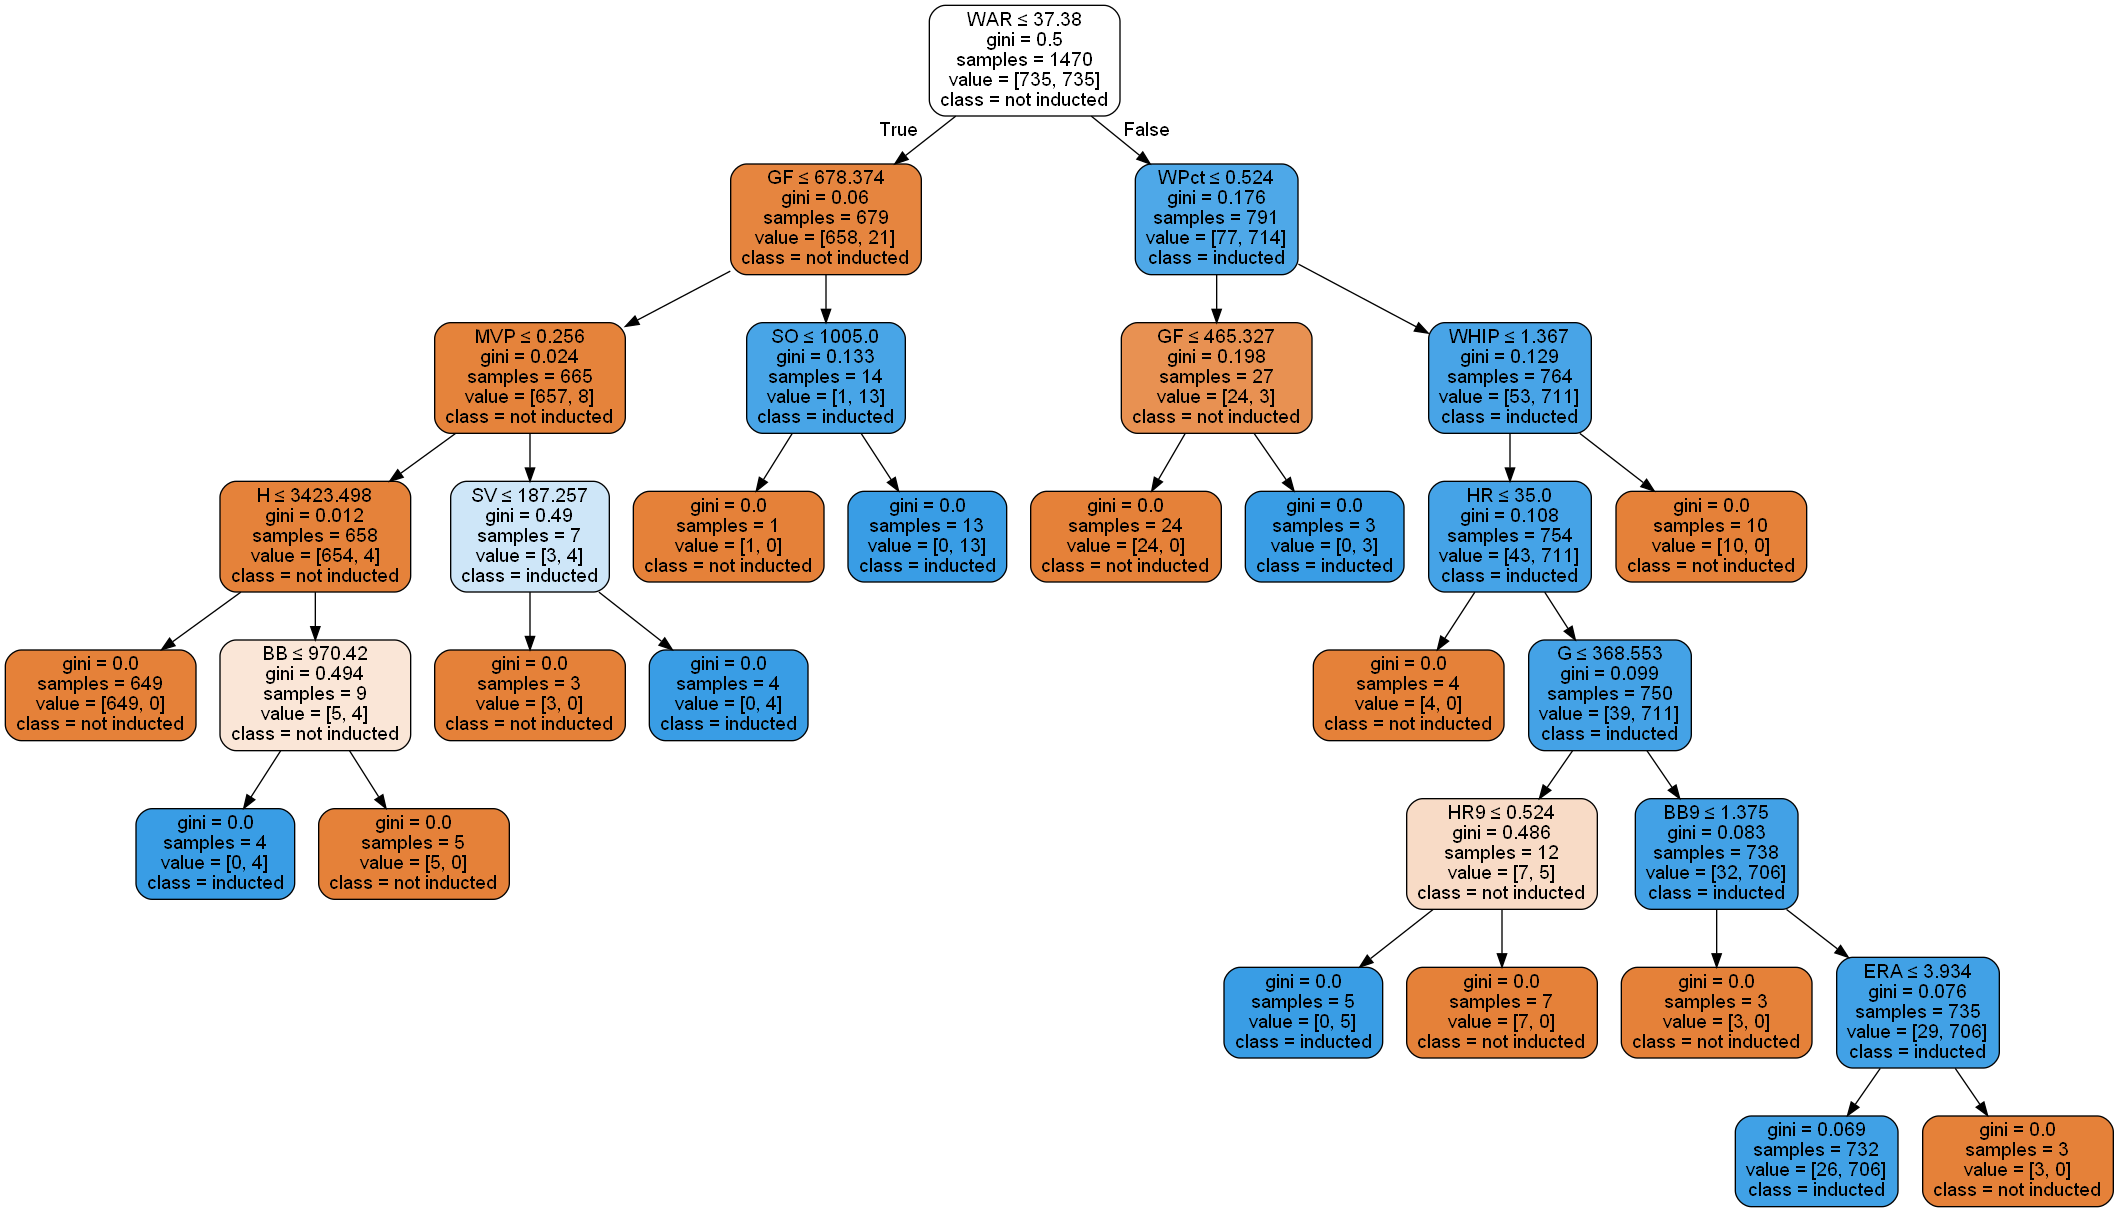 WAR ≤ 37.38
gini = 0.5
samples = 1470
value = [735, 735]
class = not inducted
True
False
GF ≤ 678.374
gini = 0.06
samples = 679
value = [658, 21]
class = not inducted
WPct ≤ 0.524
gini = 0.176
samples = 791
value = [77, 714]
class = inducted
MVP ≤ 0.256
gini = 0.024
samples = 665
value = [657, 8]
class = not inducted
SO ≤ 1005.0
gini = 0.133
samples = 14
value = [1, 13]
class = inducted
GF ≤ 465.327
gini = 0.198
samples = 27
value = [24, 3]
class = not inducted
WHIP ≤ 1.367
gini = 0.129
samples = 764
value = [53, 711]
class = inducted
H ≤ 3423.498
gini = 0.012
samples = 658
value = [654, 4]
class = not inducted
SV ≤ 187.257
gini = 0.49
samples = 7
value = [3, 4]
class = inducted
gini = 0.0
samples = 1
value = [1, 0]
class = not inducted
gini = 0.0
samples = 13
value = [0, 13]
class = inducted
gini = 0.0
samples = 24
value = [24, 0]
class = not inducted
gini = 0.0
samples = 3
value = [0, 3]
class = inducted
HR ≤ 35.0
gini = 0.108
samples = 754
value = [43, 711]
class = inducted
gini = 0.0
samples = 10
value = [10, 0]
class = not inducted
gini = 0.0
samples = 649
value = [649, 0]
class = not inducted
BB ≤ 970.42
gini = 0.494
samples = 9
value = [5, 4]
class = not inducted
gini = 0.0
samples = 3
value = [3, 0]
class = not inducted
gini = 0.0
samples = 4
value = [0, 4]
class = inducted
gini = 0.0
samples = 4
value = [4, 0]
class = not inducted
G ≤ 368.553
gini = 0.099
samples = 750
value = [39, 711]
class = inducted
gini = 0.0
samples = 4
value = [0, 4]
class = inducted
gini = 0.0
samples = 5
value = [5, 0]
class = not inducted
HR9 ≤ 0.524
gini = 0.486
samples = 12
value = [7, 5]
class = not inducted
BB9 ≤ 1.375
gini = 0.083
samples = 738
value = [32, 706]
class = inducted
gini = 0.0
samples = 5
value = [0, 5]
class = inducted
gini = 0.0
samples = 7
value = [7, 0]
class = not inducted
gini = 0.0
samples = 3
value = [3, 0]
class = not inducted
ERA ≤ 3.934
gini = 0.076
samples = 735
value = [29, 706]
class = inducted
gini = 0.069
samples = 732
value = [26, 706]
class = inducted
gini = 0.0
samples = 3
value = [3, 0]
class = not inducted